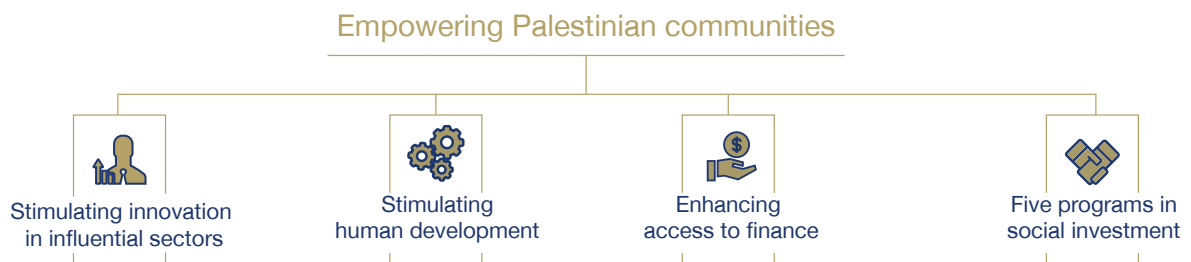 Empowering Palestinian communities
Stimulating innovation
in influential sectors
Stimulating
human development
$
Enhancing
access to finance
Five programs in
social investment